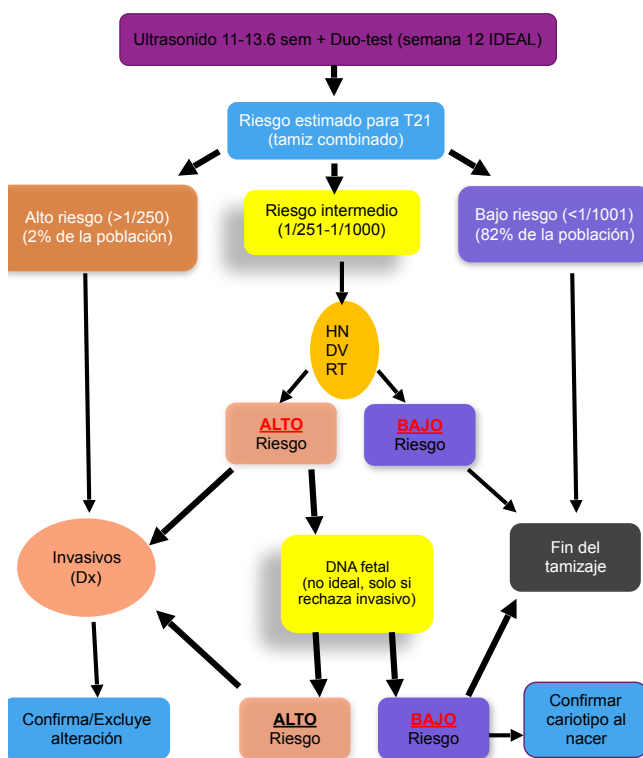 Ultrasonido 11-13.6 sem + Duo-test (semana 12 IDEAL)
Riesgo estimado para T21
(tamiz combinado)
Alto riesgo (>1/250)
(2% de la población)
Riesgo intermedio
(1/251-1/1000)
Bajo riesgo (<1/1001)
(82% de la población)
HN
DV
RT
ALTO
Riesgo
BAJO
Riesgo
Invasivos
(Dx)
DNA fetal
(no ideal, solo si
rechaza invasivo)
Fin del
tamizaje
Confirma/Excluye
alteración
ALTO
Riesgo
BAJO
Riesgo
Confirmar
cariotipo al
nacer